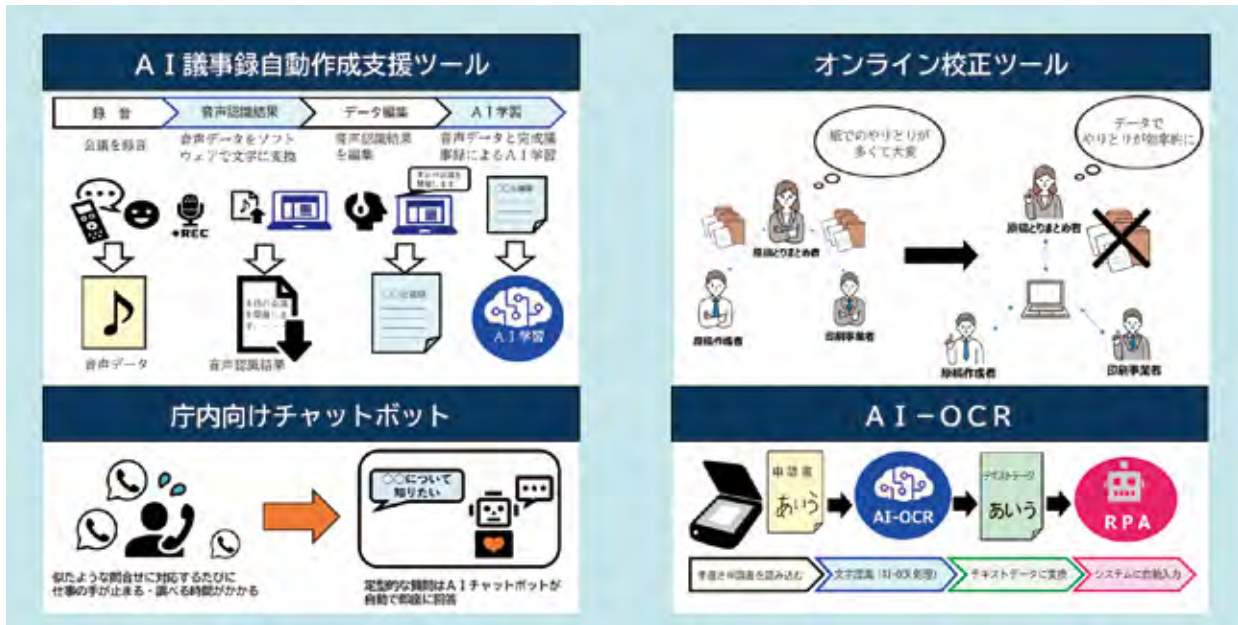 AI議事録自動作成支援ツール
録音
音声認識結果
データ編集
AI学習
会議を録音
音声データをソフト
ウェアで文字に変換
音声認識結果
を編集
音声データと完成議
事録によるAI学習
+REC
音声データ
音声認識結果
AI学習
オンライン校正ツール
紙でのやりとりが
多くて大変
データで
やりとりが効率的に
原稿とりまとめ者
原稿作成者
印刷事業者
原稿とりまとめ者
原稿作成者
印刷事業者
庁内向けチャットボット
似たような問合せに対応するたびに
仕事の手が止まる・調べる時間がかかる
〇〇について
知りたい
定型的な質問はAIチャットボットが
自動で即座に回答
AI-OCR
申請書
あいう
AI-OCR
テキストデータ
あいう
RPA
手書き申請書を読み込む
文字認識（AI-OCR処理）
テキストデータに変換
システムに自動入力